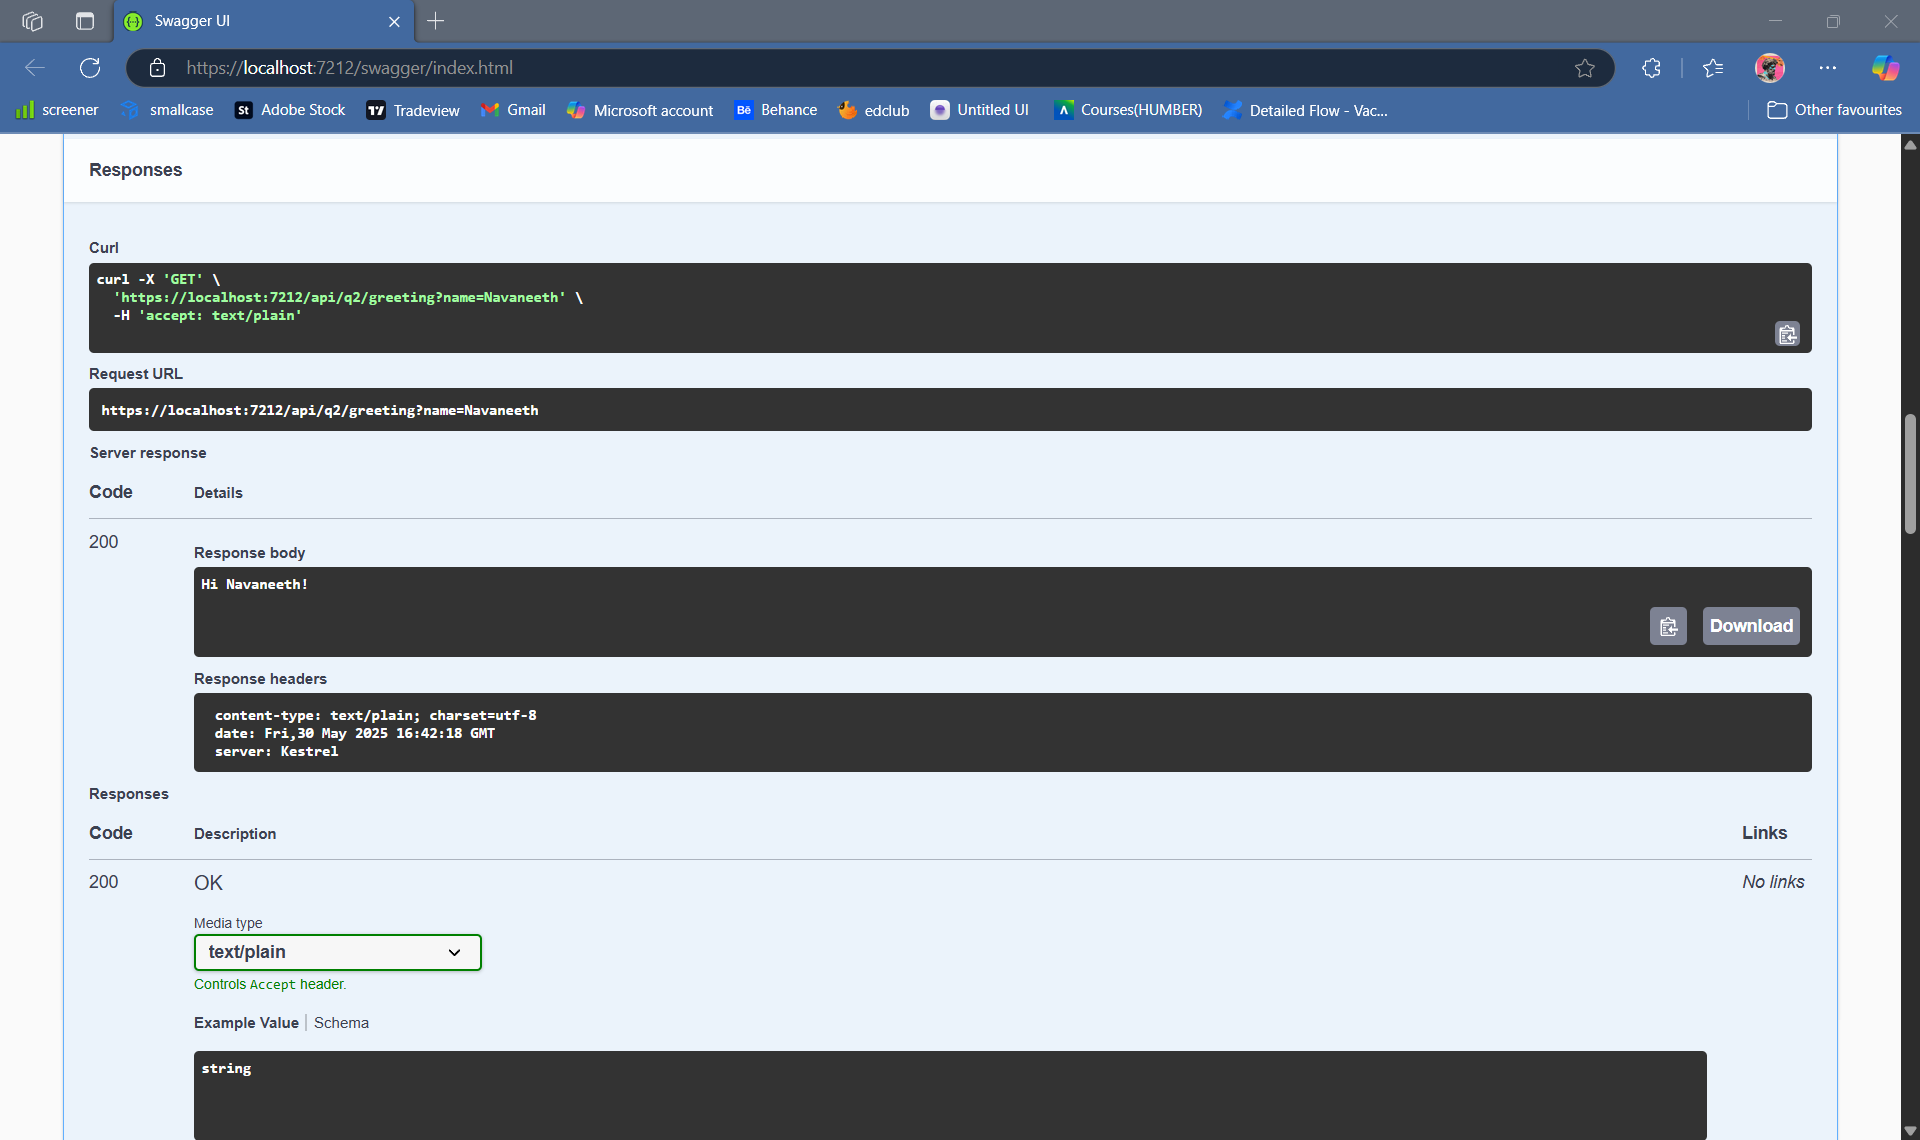 Swagger UI
https://localhost:7212/swagger/index.html
screener
smallcase
St Adobe Stock
Tradeview
Gmail
Microsoft account
Bē Behance
edclub
Untitled UI
Courses(HUMBER)
Detailed Flow - Vac...
Other favourites
Responses
Curl
curl -X 'GET' \
'https://localhost:7212/api/q2/greeting?name=Navaneeth' \
-H 'accept: text/plain'
Request URL
https://localhost:7212/api/q2/greeting?name=Navaneeth
Server response
Code Details
200
Response body
Hi Navaneeth!
Download
Response headers
content-type: text/plain; charset=utf-8
date: Fri,30 May 2025 16:42:18 GMT
server: Kestrel
Responses
Code Description Links
200 OK No links
Media type
text/plain
Controls Accept header.
Example Value Schema
string